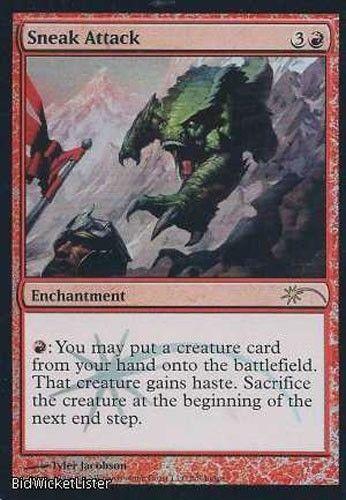 Sneak Attack 3
Enchantment
:You may put a creature card
from your hand onto the battlefield.
That creature gains haste. Sacrifice
the creature at the beginning of the
next end step.
Tyler Jacobson
BidWicketLister